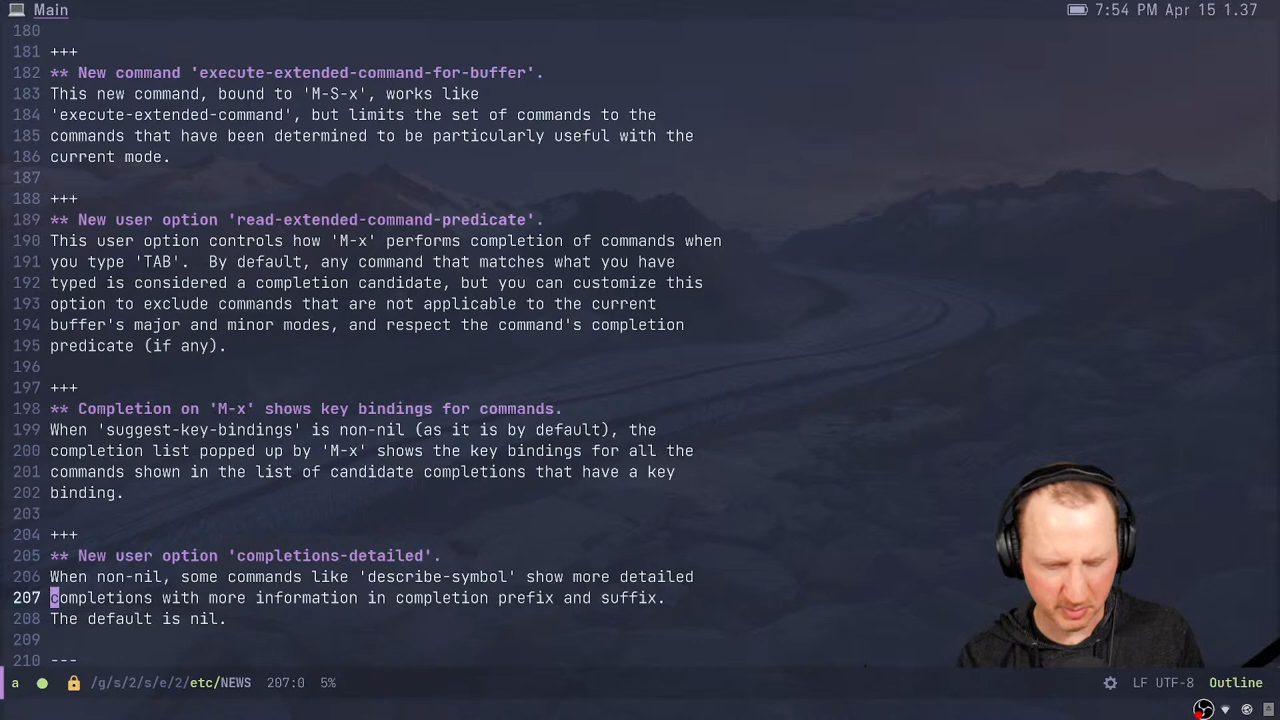 Main
7:54 PM Apr 15 1.37
180
181 +++
182 ** New command 'execute-extended-command-for-buffer'.
183 This new command, bound to 'M-S-x', works like
184 'execute-extended-command', but limits the set of commands to the
185 commands that have been determined to be particularly useful with the
186 current mode.
187
188 +++
189 ** New user option 'read-extended-command-predicate'.
190 This user option controls how 'M-x' performs completion of commands when
191 you type 'TAB'.  By default, any command that matches what you have
192 typed is considered a completion candidate, but you can customize this
193 option to exclude commands that are not applicable to the current
194 buffer's major and minor modes, and respect the command's completion
195 predicate (if any).
196
197 +++
198 ** Completion on 'M-x' shows key bindings for commands.
199 When 'suggest-key-bindings' is non-nil (as it is by default), the
200 completion list popped up by 'M-x' shows the key bindings for all the
201 commands shown in the list of candidate completions that have a key
202 binding.
203
204 +++
205 ** New user option 'completions-detailed'.
206 When non-nil, some commands like 'describe-symbol' show more detailed
207 completions with more information in completion prefix and suffix.
208 The default is nil.
209
210 ---
a /g/s/2/s/e/2/etc/NEWS 207:0 5% LF UTF-8 Outline